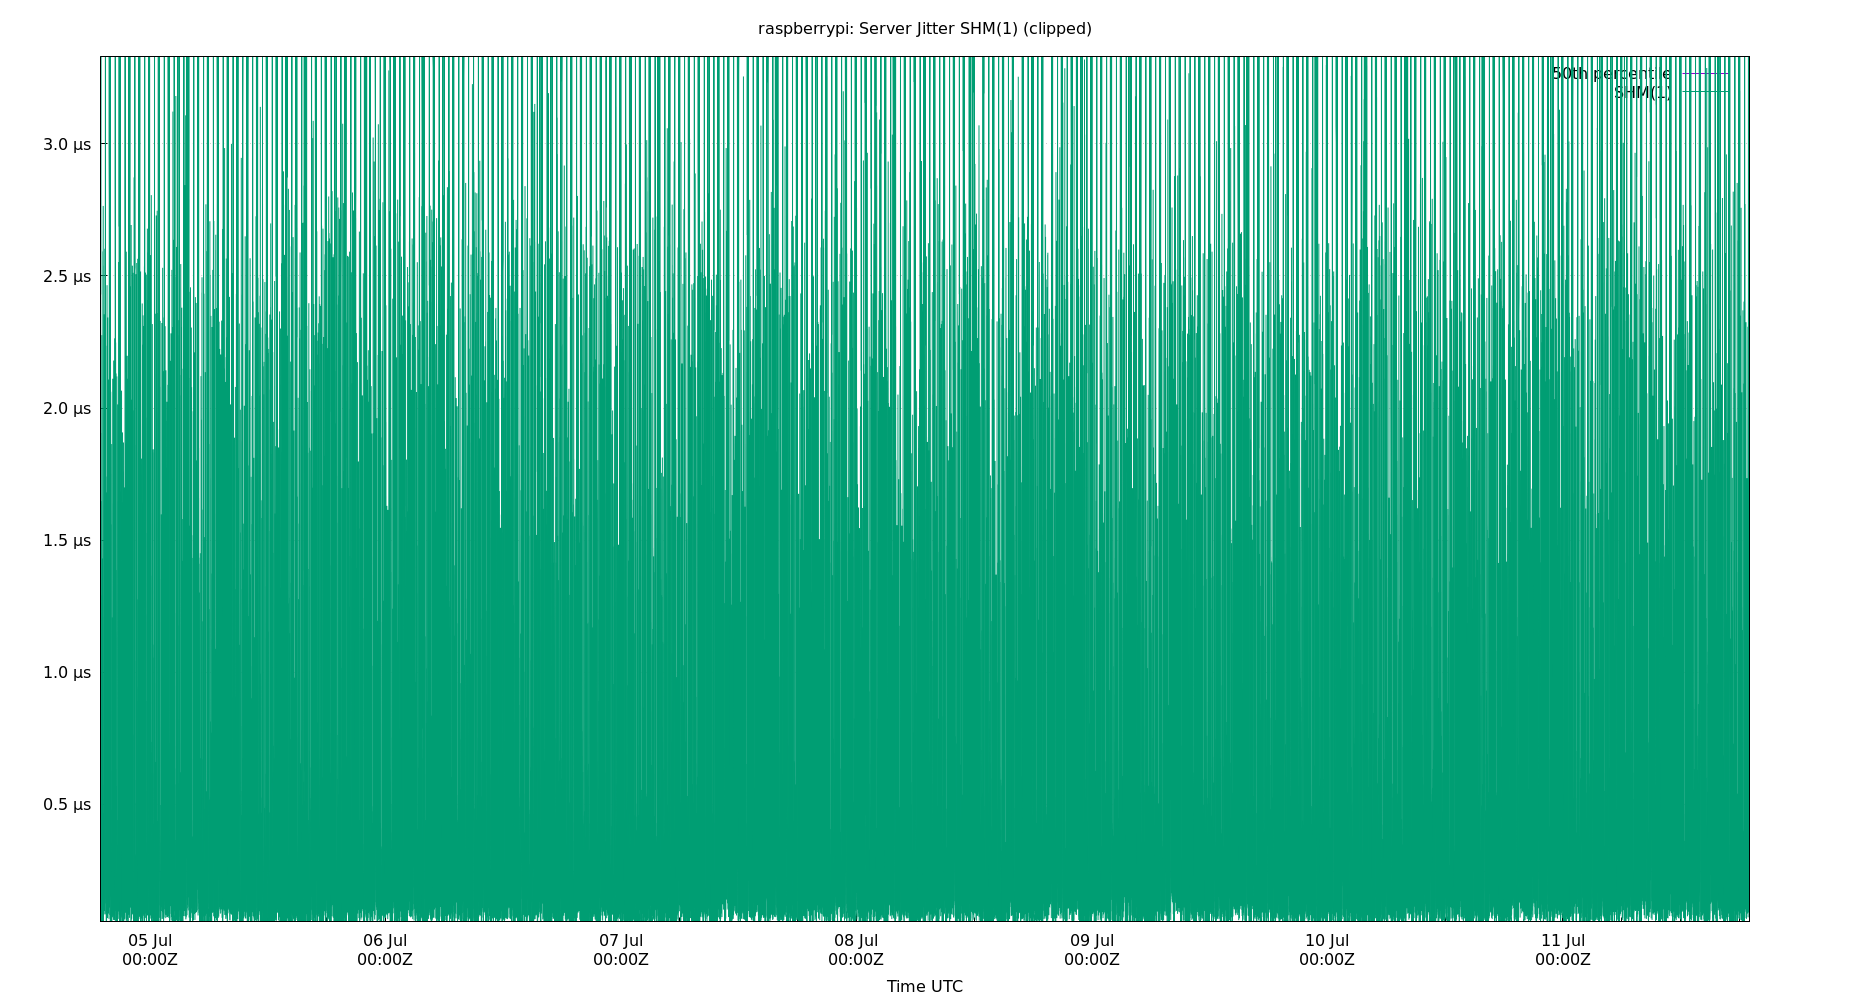 raspberrypi: Server Jitter SHM(1) (clipped)
50th percentile
SHM(1)
3.0 µs
2.5 µs
2.0 µs
1.5 µs
1.0 µs
0.5 µs
05 Jul 06 Jul 07 Jul 08 Jul 09 Jul 10 Jul 11 Jul
00:00Z 00:00Z 00:00Z 00:00Z 00:00Z 00:00Z 00:00Z
Time UTC